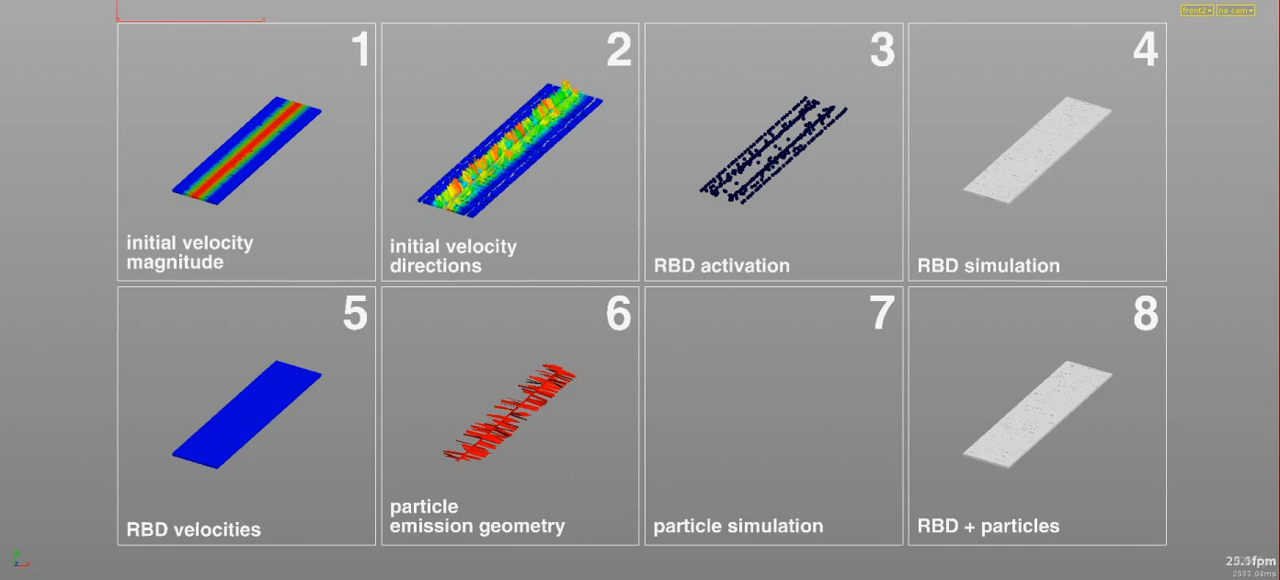 front2 no cam
1
initial velocity
magnitude
2
initial velocity
directions
3
RBD activation
4
RBD simulation
5
RBD velocities
6
particle
emission geometry
7
particle simulation
8
RBD + particles